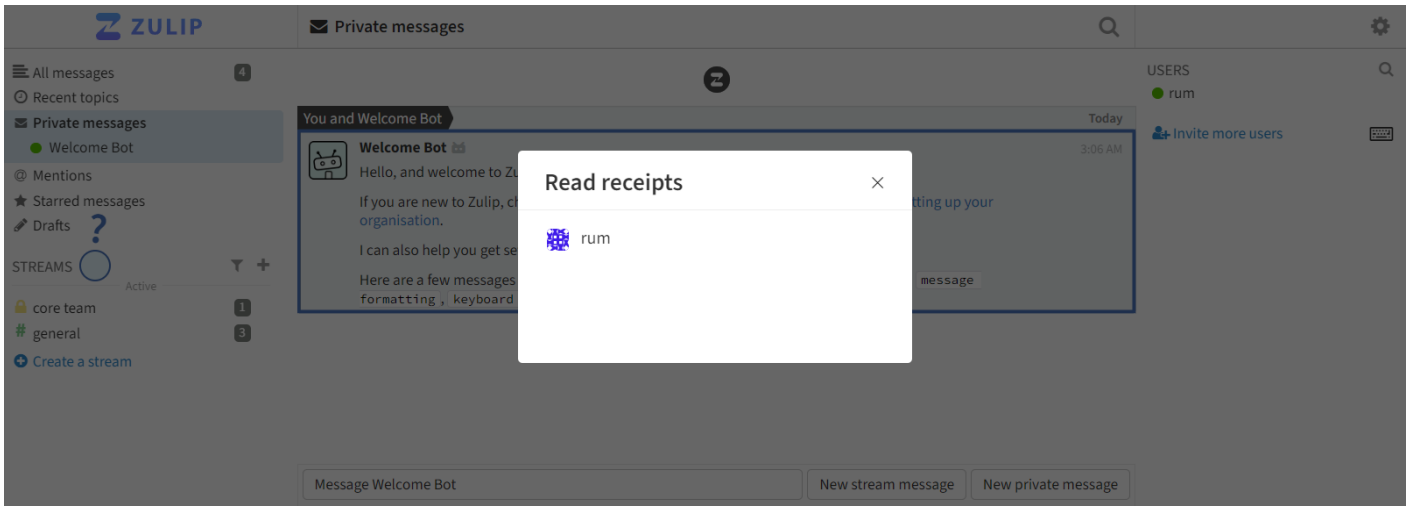 ZULIP
Private messages
All messages 4
Recent topics
Private messages
Welcome Bot
@ Mentions
Starred messages
Drafts ?
STREAMS
Active
core team 1
# general 3
Create a stream
You and Welcome Bot Today
Welcome Bot 3:06 AM
Hello, and welcome to Zu
If you are new to Zulip, ch tting up your
organisation.
I can also help you get se
Here are a few messages message
formatting, keyboard
Read receipts
rum
Message Welcome Bot New stream message New private message
USERS
rum
Invite more users